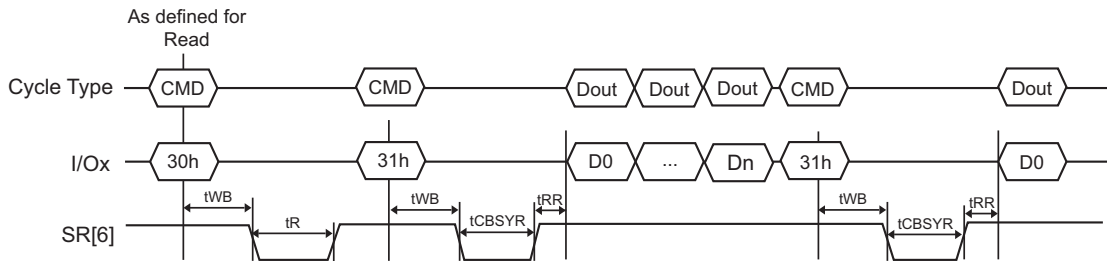 As defined for
Read
Cycle Type CMD CMD Dout Dout Dout CMD Dout
I/Ox 30h 31h D0 ... Dn 31h D0
tWB tR tWB tCBSYR tRR tWB tCBSYR tRR
SR[6]